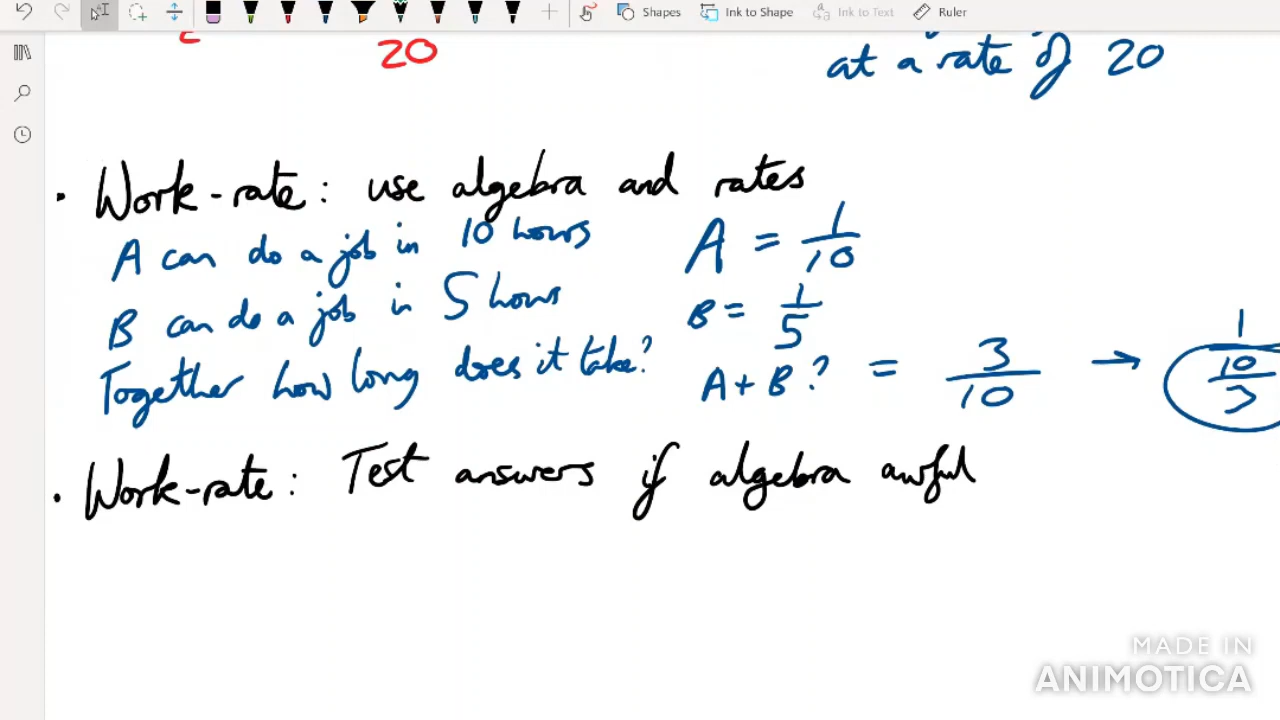 Shapes Ink to Shape Ink to Text Ruler
20
at a rate of 20
• Work-rate: use algebra and rates
A can do a job in 10 hours A = 1/10
B can do a job in 5 hours B = 1/5
Together how long does it take? A + B ? = 3/10 → 1 10/3
• Work-rate: Test answers if algebra awful
MADE IN
ANIMOTICA